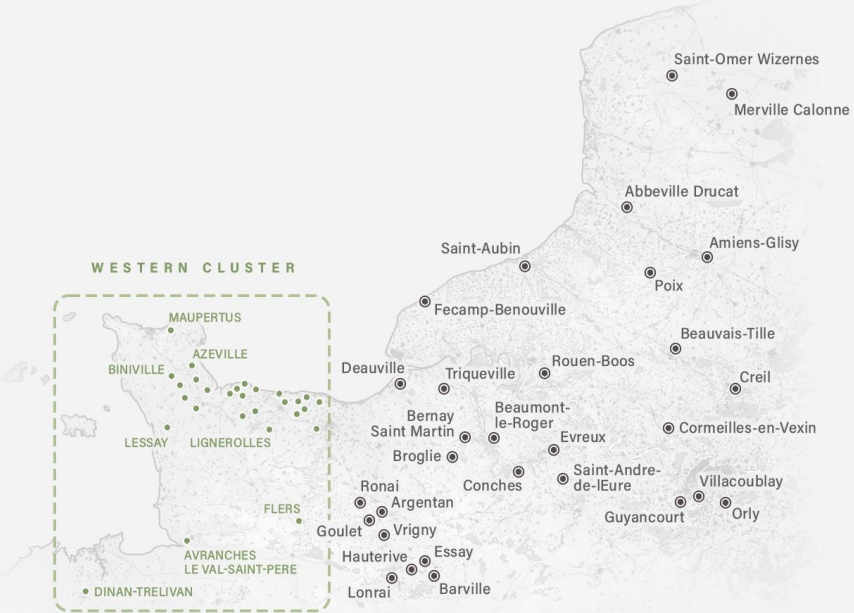 Saint-Omer Wizernes
Merville Calonne
Abbeville Drucat
Saint-Aubin
Amiens-Glisy
WESTERN CLUSTER
Poix
Fecamp-Benouville
MAUPERTUS
Beauvais-Tille
AZEVILLE
BINIVILLE
Deauville
Triqueville
Rouen-Boos
Creil
Bernay
Saint Martin
Beaumont-
le-Roger
Cormeilles-en-Vexin
LESSAY
LIGNEROLLES
Evreux
Broglie
Conches
Saint-Andre-
de-lEure
Villacoublay
Ronai
Argentan
FLERS
Guyancourt
Orly
Goulet
Vrigny
AVRANCHES
LE VAL-SAINT-PERE
Hauterive
Essay
DINAN-TRELIVAN
Lonrai
Barville